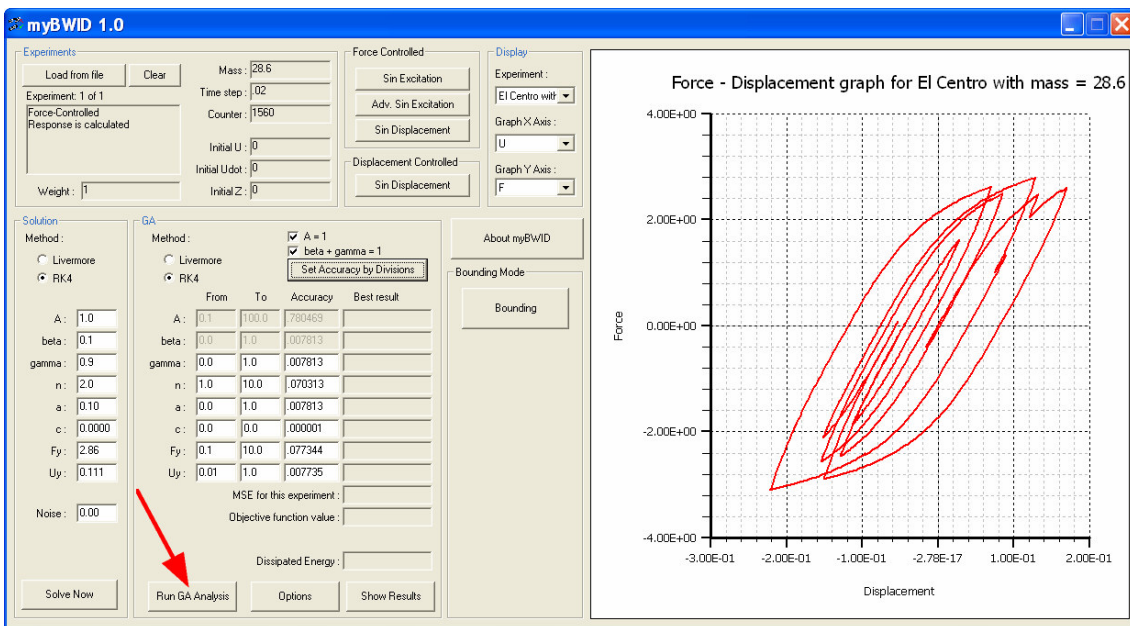 myBWID 1.0
Experiments
Load from file
Clear
Experiment: 1 of 1
Force-Controlled
Response is calculated
Weight : 1
Mass : 28.6
Time step : .02
Counter : 1560
Initial U : 0
Initial Udot : 0
Initial Z : 0
Force Controlled
Sin Excitation
Adv. Sin Excitation
Sin Displacement
Displacement Controlled
Sin Displacement
Display
Experiment :
El Centro with
Graph X Axis :
U
Graph Y Axis :
F
Solution
Method :
Livermore
RK4
A : 1.0
beta : 0.1
gamma : 0.9
n : 2.0
a : 0.10
c : 0.0000
Fy : 2.86
Uy : 0.111
Noise : 0.00
Solve Now
GA
Method :
Livermore
RK4
A = 1
beta + gamma = 1
Set Accuracy by Divisions
From To Accuracy Best result
A : 0.1 100.0 .780469
beta : 0.0 1.0 .007813
gamma : 0.0 1.0 .007813
n : 1.0 10.0 .070313
a : 0.0 1.0 .007813
c : 0.0 0.0 .000001
Fy : 0.1 10.0 .077344
Uy : 0.01 1.0 .007735
MSE for this experiment :
Objective function value :
Dissipated Energy :
Run GA Analysis
Options
Show Results
About myBWID
Bounding Mode
Bounding
Force - Displacement graph for El Centro with mass = 28.6
4.00E+00
2.00E+00
0.00E+00
-2.00E+00
-4.00E+00
Force
-3.00E-01 -2.00E-01 -1.00E-01 -2.78E-17 1.00E-01 2.00E-01
Displacement